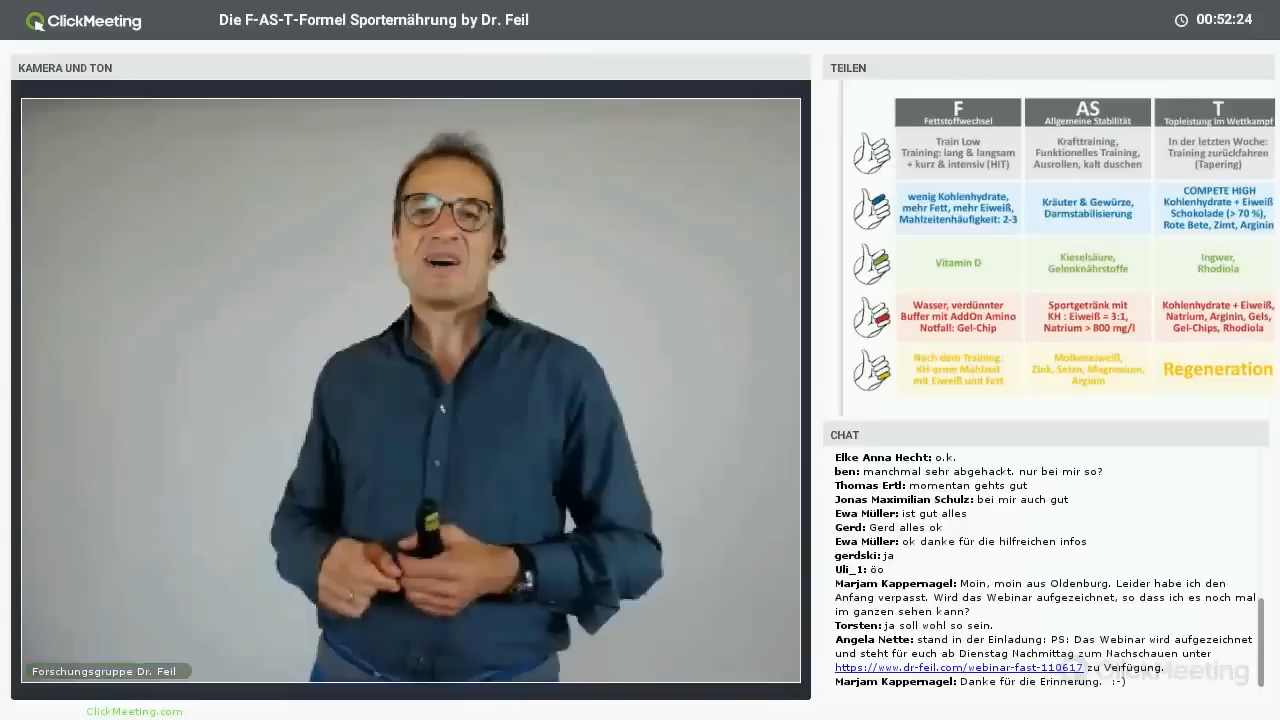 ClickMeeting
Die F-AS-T-Formel Sporternährung by Dr. Feil
00:52:24
KAMERA UND TON
Forschungsgruppe Dr. Feil
ClickMeeting.com
TEILEN
F
Fettstoffwechsel
AS
Allgemeine Stabilität
T
Topleistung im Wettkampf
Train Low
Training: lang & langsam
+ kurz & intensiv (HIT)
Krafttraining,
Funktionelles Training,
Ausrollen, kalt duschen
In der letzten Woche:
Training zurückfahren
(Tapering)
wenig Kohlenhydrate,
mehr Fett, mehr Eiweiß,
Mahlzeitenhäufigkeit: 2-3
Kräuter & Gewürze,
Darmstabilisierung
COMPETE HIGH
Kohlenhydrate + Eiweiß
Schokolade (> 70 %),
Rote Bete, Zimt, Arginin
Vitamin D
Kieselsäure,
Gelenknährstoffe
Ingwer,
Rhodiola
Wasser, verdünnter
Buffer mit AddOn Amino
Notfall: Gel-Chip
Sportgetränk mit
KH : Eiweiß = 3:1,
Natrium > 800 mg/l
Kohlenhydrate + Eiweiß,
Natrium, Arginin, Gels,
Gel-Chips, Rhodiola
Nach dem Training:
KH-arme Mahlzeit
mit Eiweiß und Fett
Molkeneiweiß,
Zink, Selen, Magnesium,
Arginin
Regeneration
CHAT
Elke Anna Hecht: o.k.
ben: manchmal sehr abgehackt. nur bei mir so?
Thomas Ertl: momentan gehts gut
Jonas Maximilian Schulz: bei mir auch gut
Ewa Müller: ist gut alles
Gerd: Gerd alles ok
Ewa Müller: ok danke für die hilfreichen infos
gerdski: ja
Uli_1: öo
Marjam Kappernagel: Moin, moin aus Oldenburg. Leider habe ich den
Anfang verpasst. Wird das Webinar aufgezeichnet, so dass ich es noch mal
im ganzen sehen kann?
Torsten: ja soll wohl so sein.
Angela Nette: stand in der Einladung: PS: Das Webinar wird aufgezeichnet
und steht für euch ab Dienstag Nachmittag zum Nachschauen unter
https://www.dr-feil.com/webinar-fast-110617 zu Verfügung.
Marjam Kappernagel: Danke für die Erinnerung. :-)
ClickMeeting